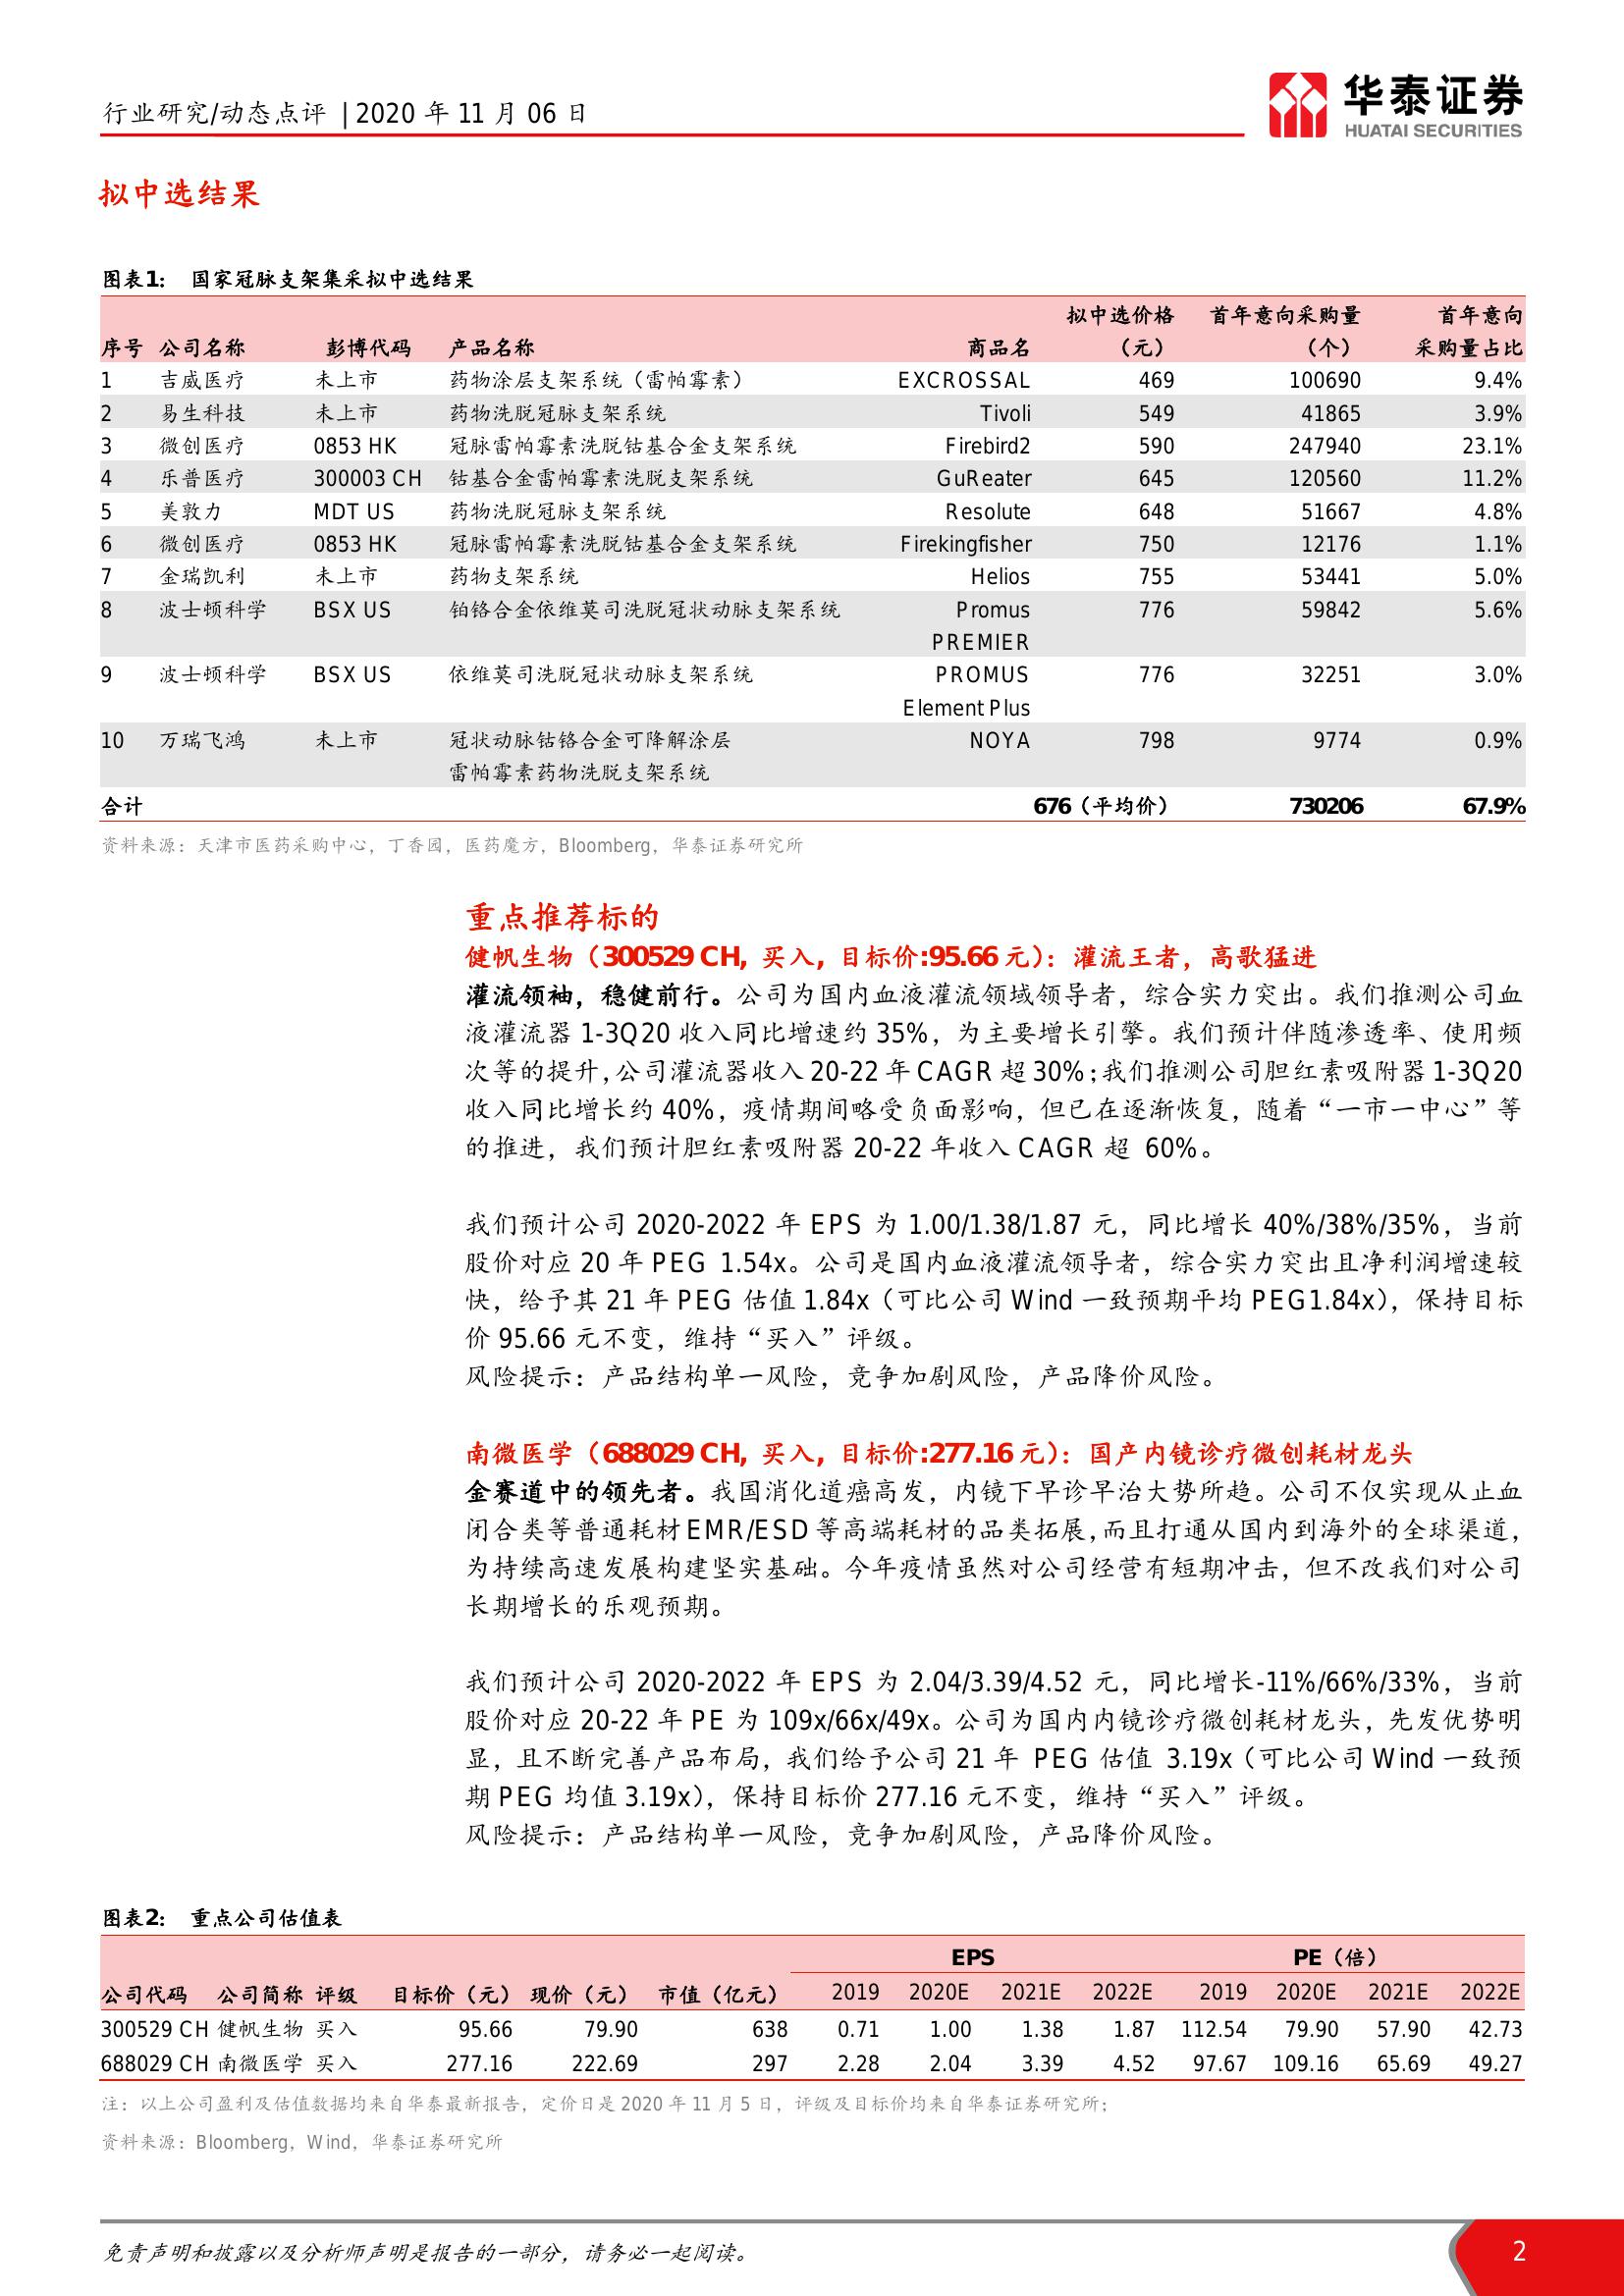 行业研究/动态点评 | 2020 年 11 月 06 日
华泰证券
HUATAI SECURITIES
拟中选结果
图表1： 国家冠脉支架集采拟中选结果
拟中选价格 首年意向采购量 首年意向
序号 公司名称 彭博代码 产品名称 商品名 （元） （个） 采购量占比
1 吉威医疗 未上市 药物涂层支架系统（雷帕霉素） EXCROSSAL 469 100690 9.4%
2 易生科技 未上市 药物洗脱冠脉支架系统 Tivoli 549 41865 3.9%
3 微创医疗 0853 HK 冠脉雷帕霉素洗脱钴基合金支架系统 Firebird2 590 247940 23.1%
4 乐普医疗 300003 CH 钴基合金雷帕霉素洗脱支架系统 GuReater 645 120560 11.2%
5 美敦力 MDT US 药物洗脱冠脉支架系统 Resolute 648 51667 4.8%
6 微创医疗 0853 HK 冠脉雷帕霉素洗脱钴基合金支架系统 Firekingfisher 750 12176 1.1%
7 金瑞凯利 未上市 药物支架系统 Helios 755 53441 5.0%
8 波士顿科学 BSX US 铂铬合金依维莫司洗脱冠状动脉支架系统 Promus 776 59842 5.6%
PREMIER
9 波士顿科学 BSX US 依维莫司洗脱冠状动脉支架系统 PROMUS 776 32251 3.0%
Element Plus
10 万瑞飞鸿 未上市 冠状动脉钴铬合金可降解涂层 NOYA 798 9774 0.9%
雷帕霉素药物洗脱支架系统
合计 676（平均价） 730206 67.9%
资料来源：天津市医药采购中心，丁香园，医药魔方，Bloomberg，华泰证券研究所
重点推荐标的
健帆生物（300529 CH, 买入, 目标价:95.66 元）：灌流王者，高歌猛进
灌流领袖，稳健前行。公司为国内血液灌流领域领导者，综合实力突出。我们推测公司血
液灌流器 1-3Q20 收入同比增速约 35%，为主要增长引擎。我们预计伴随渗透率、使用频
次等的提升,公司灌流器收入 20-22 年 CAGR 超 30%;我们推测公司胆红素吸附器 1-3Q20
收入同比增长约 40%，疫情期间略受负面影响，但已在逐渐恢复，随着“一市一中心”等
的推进，我们预计胆红素吸附器 20-22 年收入 CAGR 超 60%。
我们预计公司 2020-2022 年 EPS 为 1.00/1.38/1.87 元，同比增长 40%/38%/35%，当前
股价对应 20 年 PEG 1.54x。公司是国内血液灌流领导者，综合实力突出且净利润增速较
快，给予其 21 年 PEG 估值 1.84x（可比公司 Wind 一致预期平均 PEG1.84x），保持目标
价 95.66 元不变，维持“买入”评级。
风险提示：产品结构单一风险，竞争加剧风险，产品降价风险。
南微医学（688029 CH, 买入, 目标价:277.16 元）：国产内镜诊疗微创耗材龙头
金赛道中的领先者。我国消化道癌高发，内镜下早诊早治大势所趋。公司不仅实现从止血
闭合类等普通耗材 EMR/ESD 等高端耗材的品类拓展,而且打通从国内到海外的全球渠道，
为持续高速发展构建坚实基础。今年疫情虽然对公司经营有短期冲击，但不改我们对公司
长期增长的乐观预期。
我们预计公司 2020-2022 年 EPS 为 2.04/3.39/4.52 元，同比增长-11%/66%/33%，当前
股价对应 20-22 年 PE 为 109x/66x/49x。公司为国内内镜诊疗微创耗材龙头，先发优势明
显，且不断完善产品布局，我们给予公司 21 年 PEG 估值 3.19x（可比公司 Wind 一致预
期 PEG 均值 3.19x），保持目标价 277.16 元不变，维持“买入”评级。
风险提示：产品结构单一风险，竞争加剧风险，产品降价风险。
图表2： 重点公司估值表
EPS PE（倍）
公司代码 公司简称 评级 目标价（元） 现价（元） 市值（亿元） 2019 2020E 2021E 2022E 2019 2020E 2021E 2022E
300529 CH 健帆生物 买入 95.66 79.90 638 0.71 1.00 1.38 1.87 112.54 79.90 57.90 42.73
688029 CH 南微医学 买入 277.16 222.69 297 2.28 2.04 3.39 4.52 97.67 109.16 65.69 49.27
注：以上公司盈利及估值数据均来自华泰最新报告，定价日是 2020 年 11 月 5 日，评级及目标价均来自华泰证券研究所；
资料来源：Bloomberg，Wind，华泰证券研究所
免责声明和披露以及分析师声明是报告的一部分，请务必一起阅读。
2